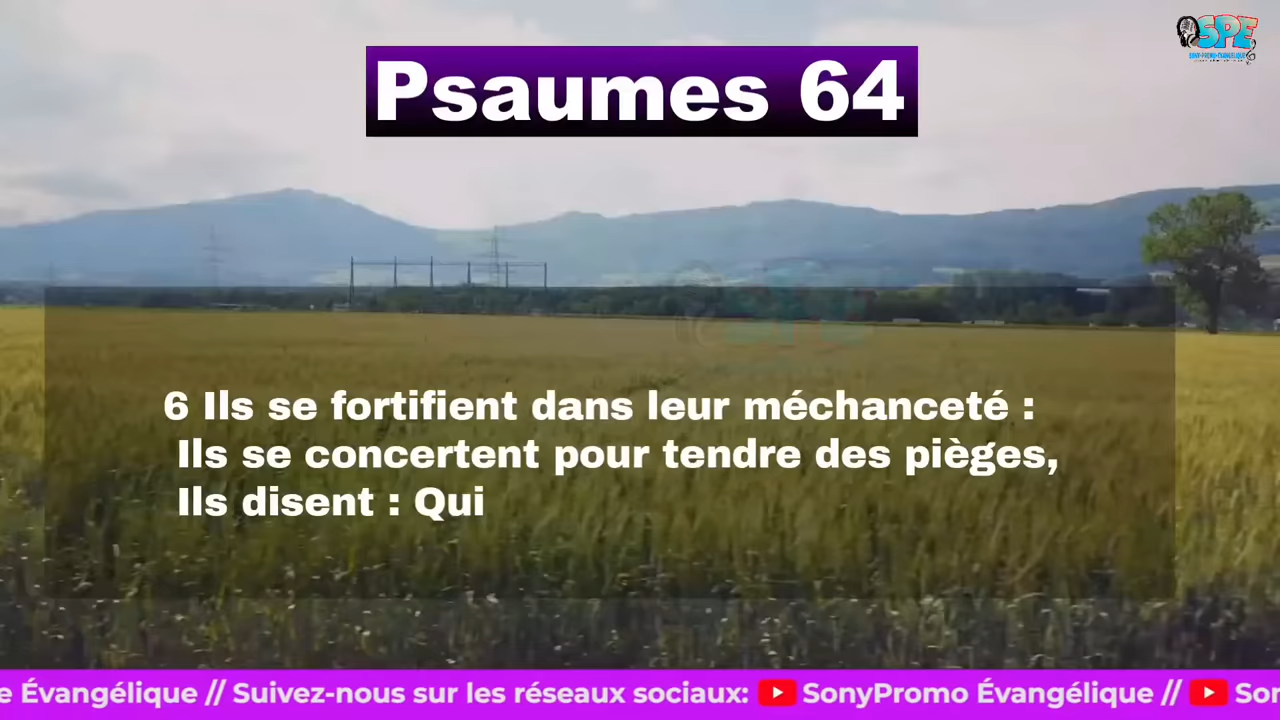 SPE
Psaumes 64
6 Ils se fortifient dans leur méchanceté :
Ils se concertent pour tendre des pièges,
Ils disent : Qui
e Évangélique // Suivez-nous sur les réseaux sociaux: SonyPromo Évangélique // Son